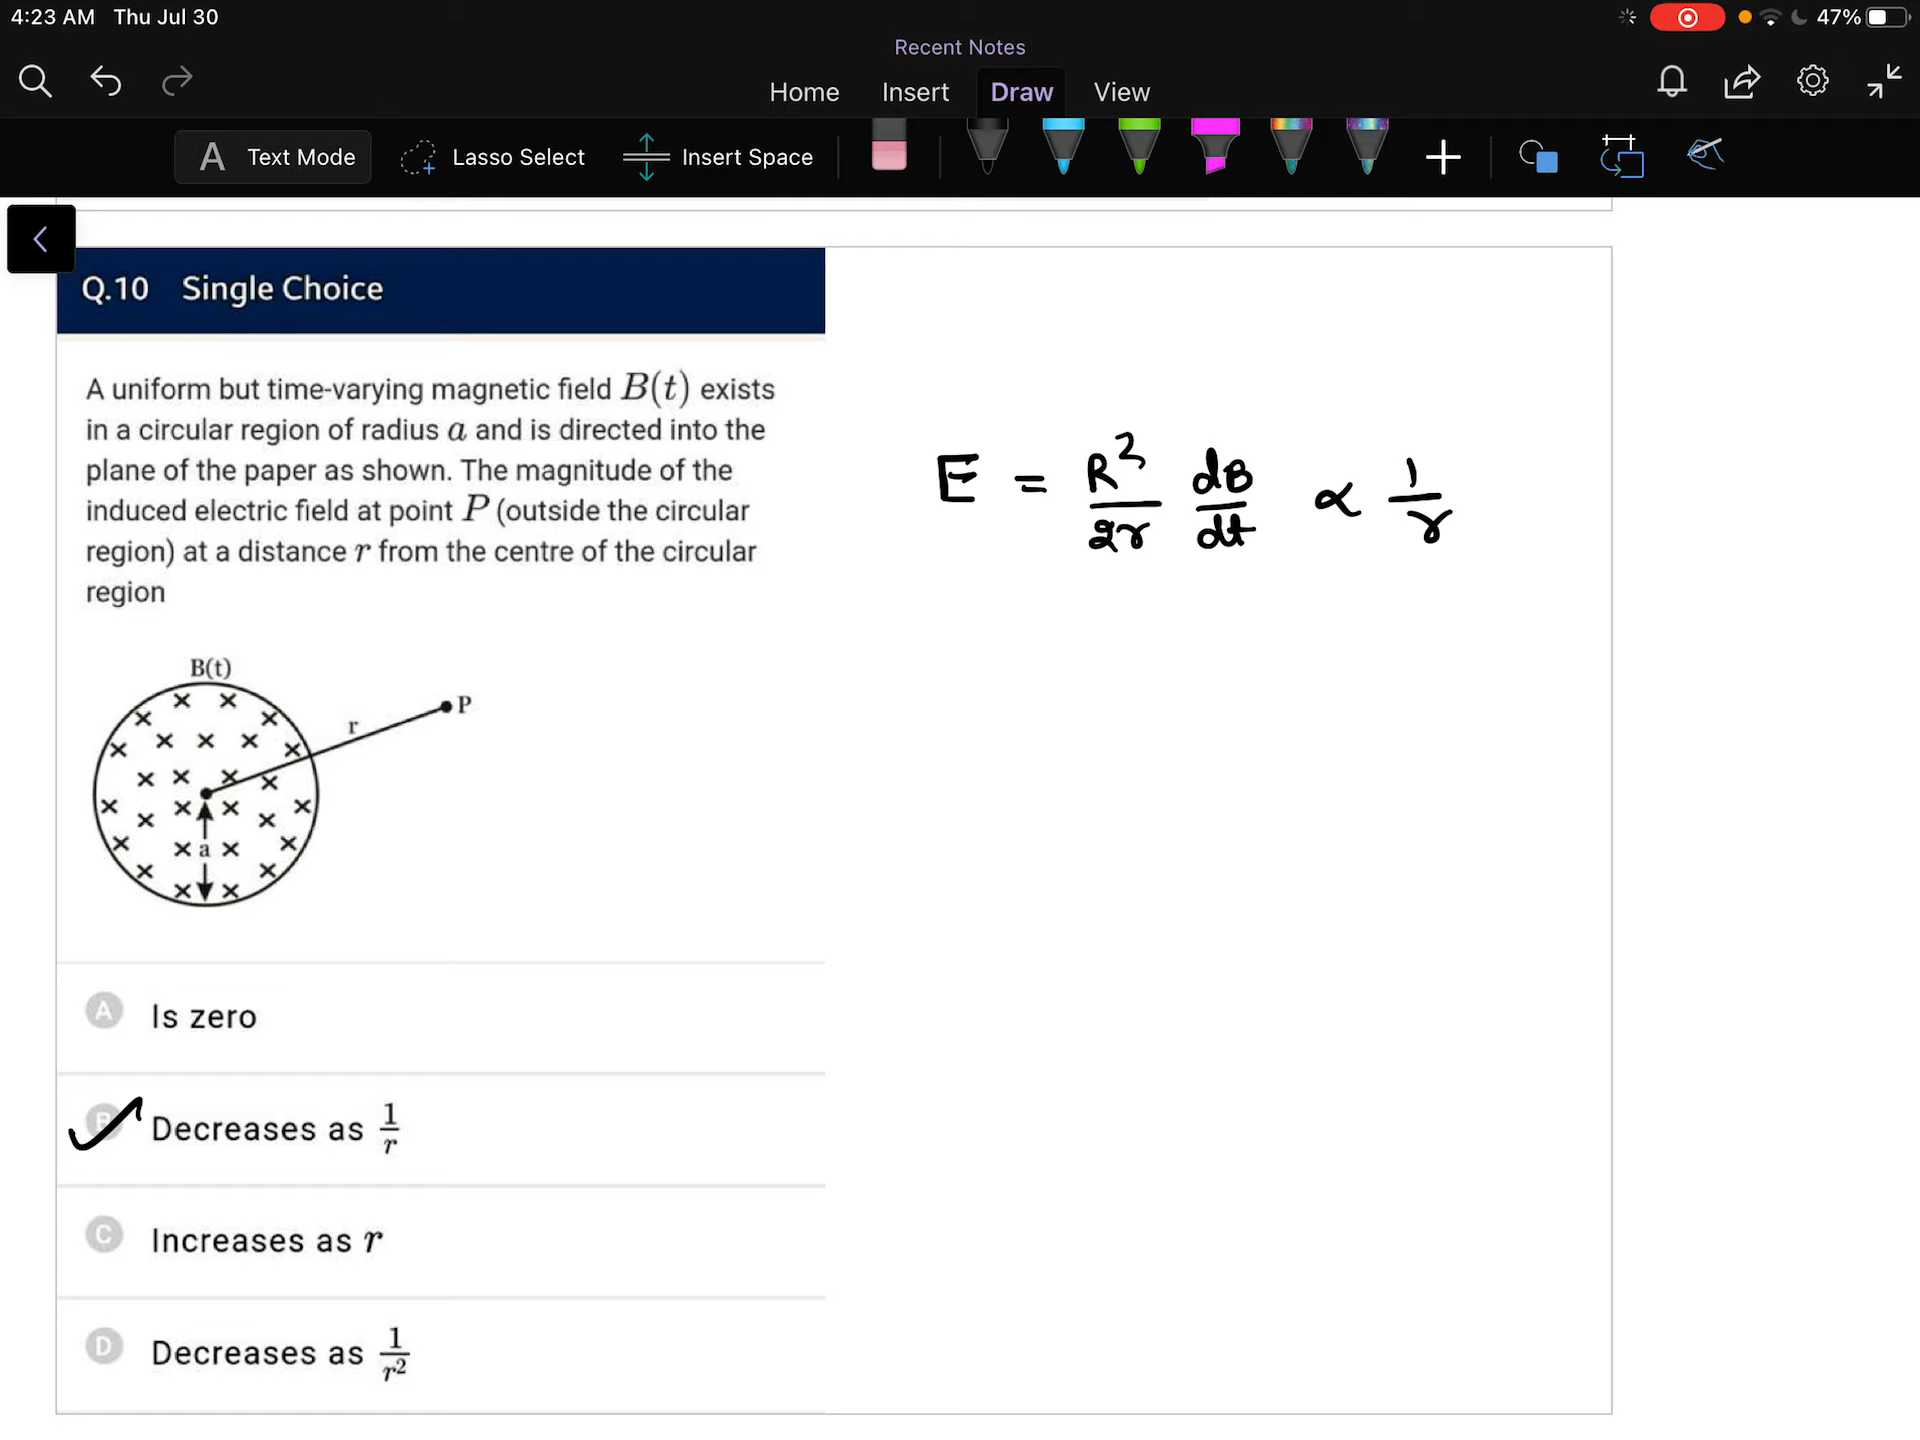 4:23 AM Thu Jul 30
47%
Recent Notes
Home Insert Draw View
A Text Mode Lasso Select Insert Space
Q.10 Single Choice
A uniform but time-varying magnetic field B(t) exists
in a circular region of radius a and is directed into the
plane of the paper as shown. The magnitude of the
induced electric field at point P (outside the circular
region) at a distance r from the centre of the circular
region
E = R²/2r dB/dt ∝ 1/r
B(t)
r
P
a
A Is zero
B Decreases as 1/r
C Increases as r
D Decreases as 1/r²